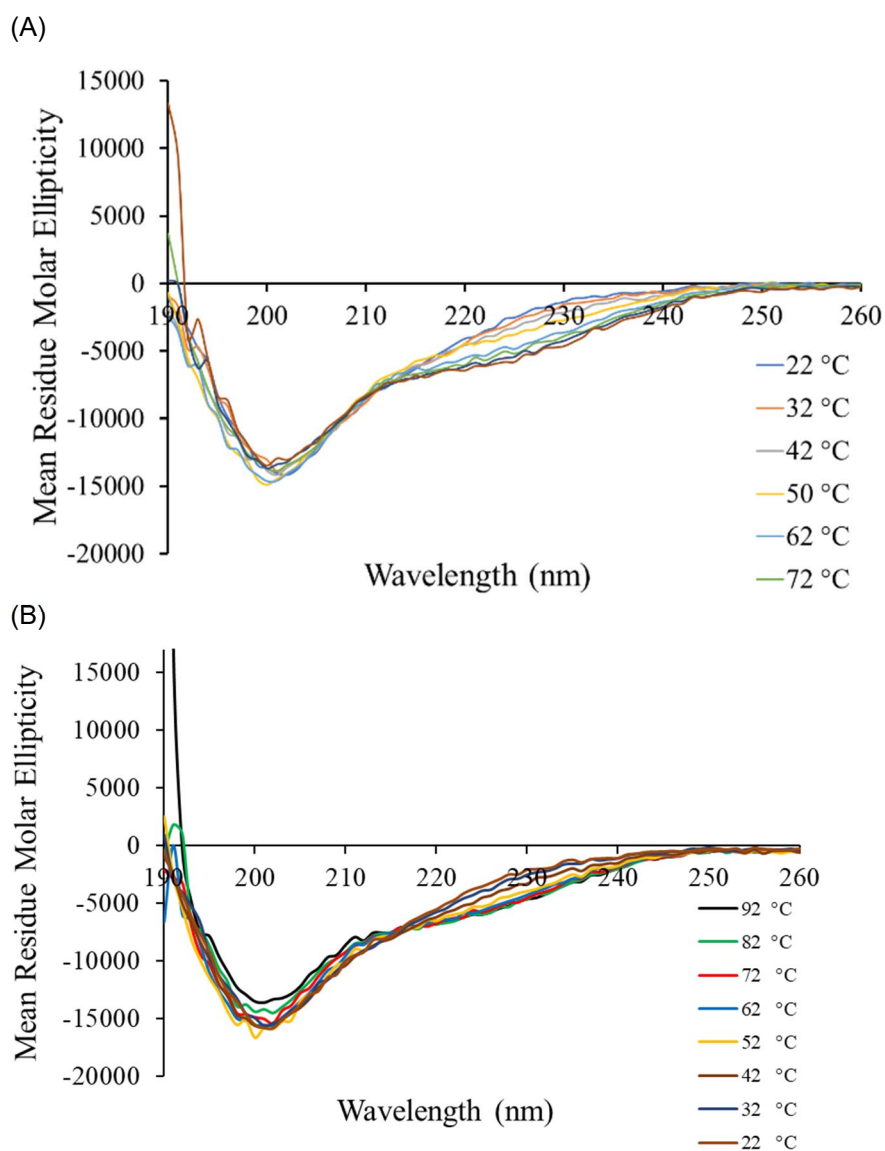 (A)
Mean Residue Molar Ellipticity
15000
10000
5000
0
-5000
-10000
-15000
-20000
190 200 210 220 230 240 250 260
Wavelength (nm)
22 °C
32 °C
42 °C
50 °C
62 °C
72 °C
(B)
Mean Residue Molar Ellipticity
15000
10000
5000
0
-5000
-10000
-15000
-20000
190 200 210 220 230 240 250 260
Wavelength (nm)
92 °C
82 °C
72 °C
62 °C
52 °C
42 °C
32 °C
22 °C